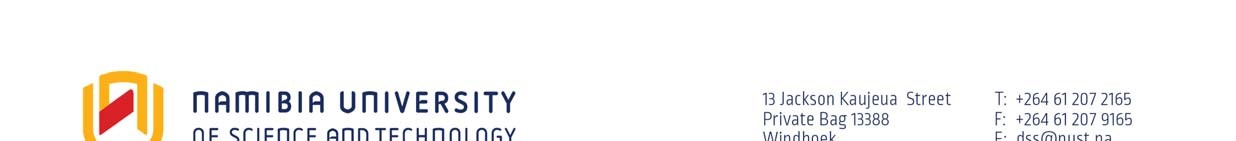 NAMIBIA UNIVERSITY
OF SCIENCE AND TECHNOLOGY
13 Jackson Kaujeua Street
Private Bag 13388
Windhoek
T: +264 61 207 2165
F: +264 61 207 9165
E: dss@nust.na